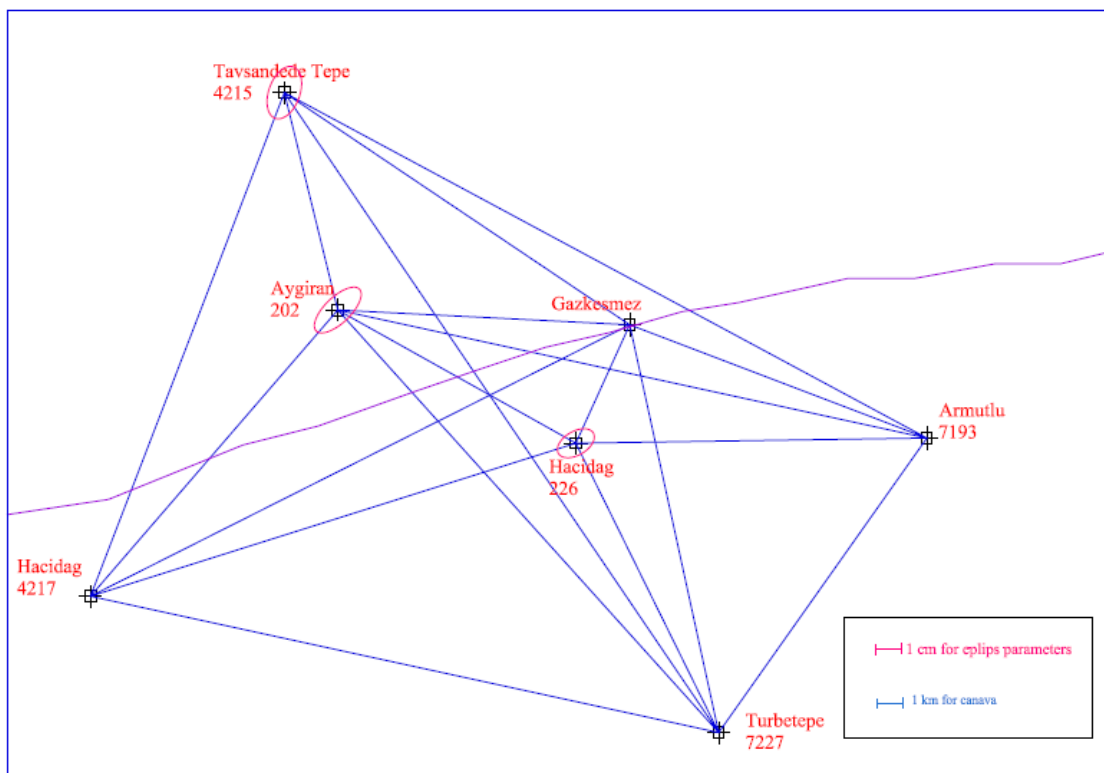 Tavsandede Tepe
4215
Aygiran
202
Gazkesmez
Armutlu
7193
Hacidag
226
Hacidag
4217
1 cm for eplips parameters
1 km for canava
Turbetepe
7227